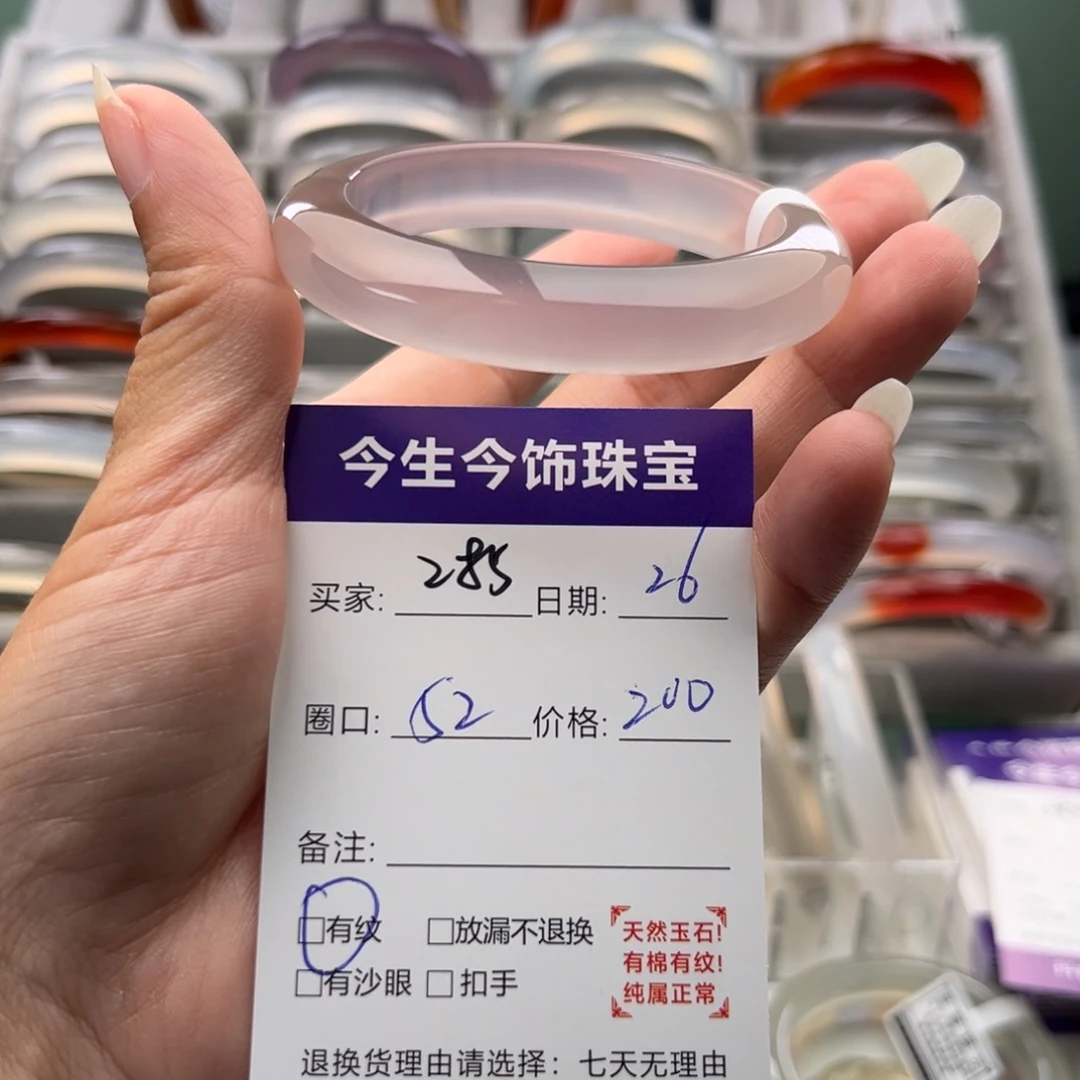 今生今饰珠宝
买家: 285 日期: 26
圈口: 52 价格: 200
备注:
□有纹 □放漏不退换
□有沙眼 □扣手
天然玉石!
有棉有纹!
纯属正常
退换货理由请选择：七天无理由